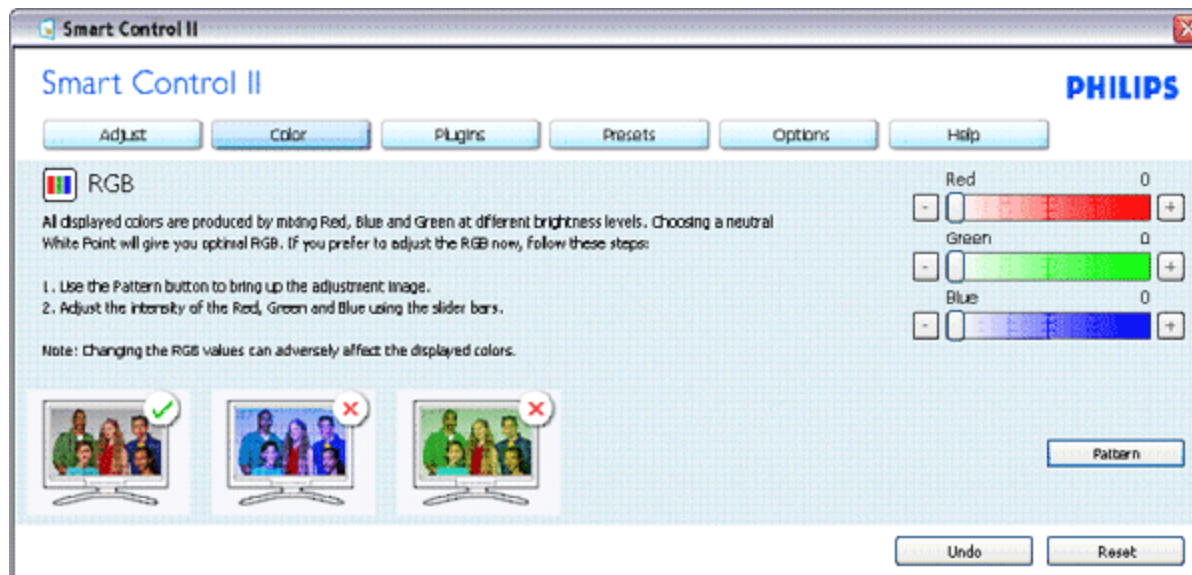 Smart Control II
Smart Control II
PHILIPS
Adjust Color Plugins Presets Options Help
RGB
All displayed colors are produced by mixing Red, Blue and Green at different brightness levels. Choosing a neutral
White Point will give you optimal RGB. If you prefer to adjust the RGB now, follow these steps:
1. Use the Pattern button to bring up the adjustment image.
2. Adjust the intensity of the Red, Green and Blue using the slider bars.
Note: Changing the RGB values can adversely affect the displayed colors.
Red 0
- +
Green 0
- +
Blue 0
- +
Pattern
Undo Reset